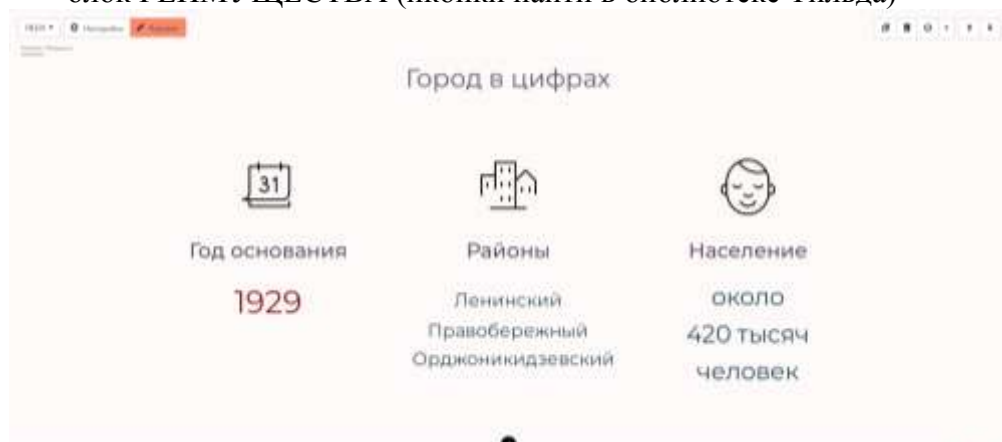 Город в цифрах
31
Год основания
Районы
Население
1929
Ленинский
Правобережный
Орджоникидзевский
около
420 тысяч
человек